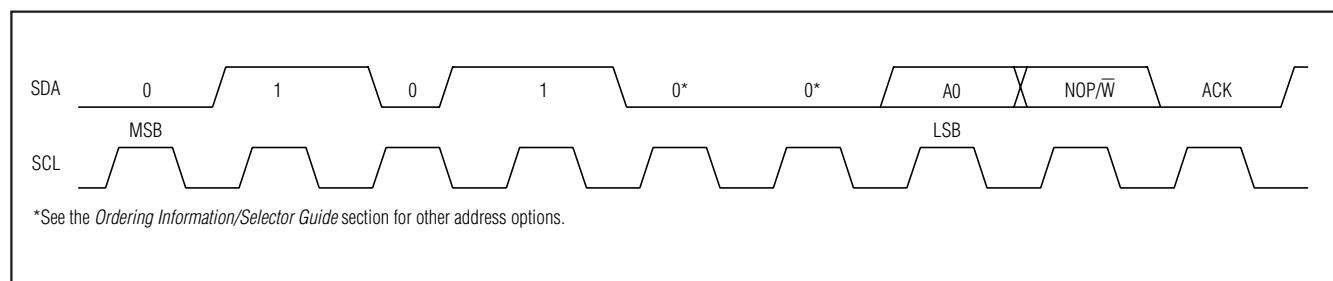 SDA 0 1 0 1 0* 0* A0 NOP/W̅ ACK
MSB LSB
SCL
*See the Ordering Information/Selector Guide section for other address options.